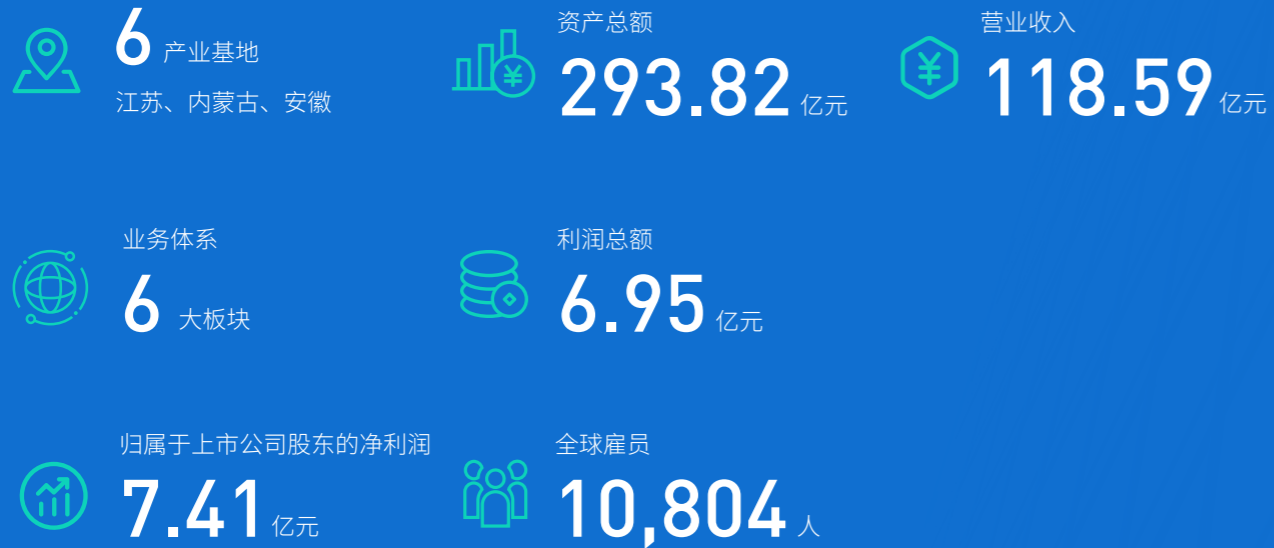 6 产业基地
江苏、内蒙古、安徽
资产总额
293.82 亿元
营业收入
118.59 亿元
业务体系
6 大板块
利润总额
6.95 亿元
归属于上市公司股东的净利润
7.41 亿元
全球雇员
10,804 人